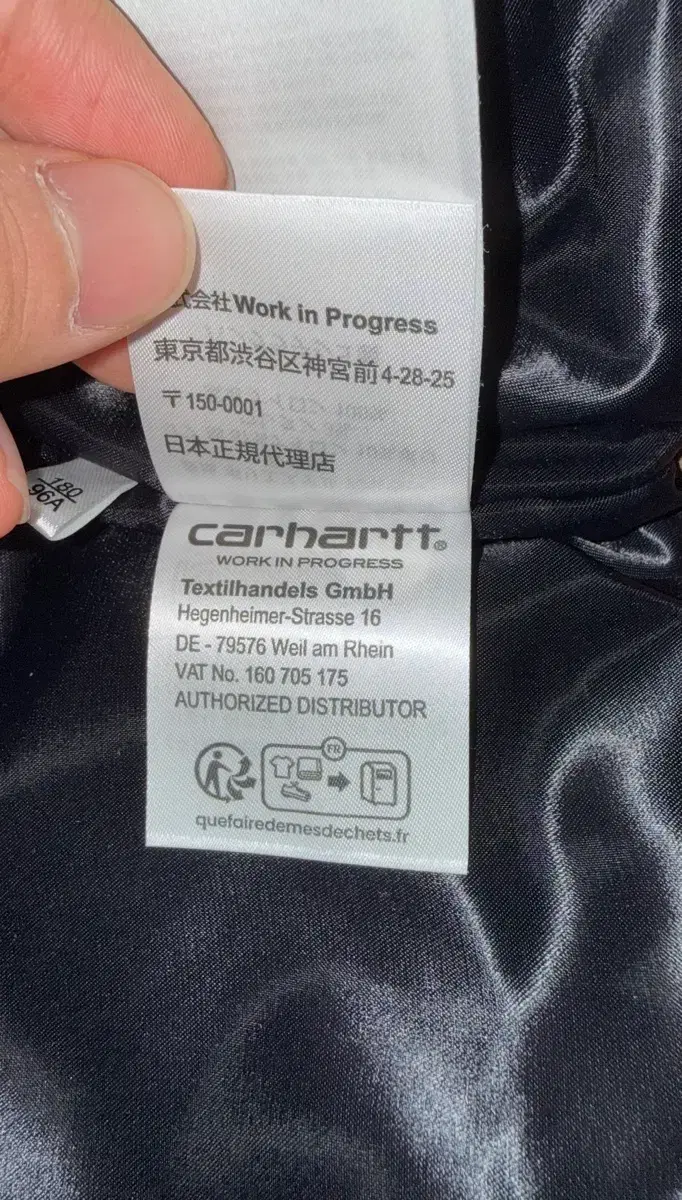 式会社Work in Progress
東京都渋谷区神宮前4-28-25
〒150-0001
日本正規代理店
180
96A
carhartt®
WORK IN PROGRESS
Textilhandels GmbH
Hegenheimer-Strasse 16
DE - 79576 Weil am Rhein
VAT No. 160 705 175
AUTHORIZED DISTRIBUTOR
FR
quefairedemesdechets.fr